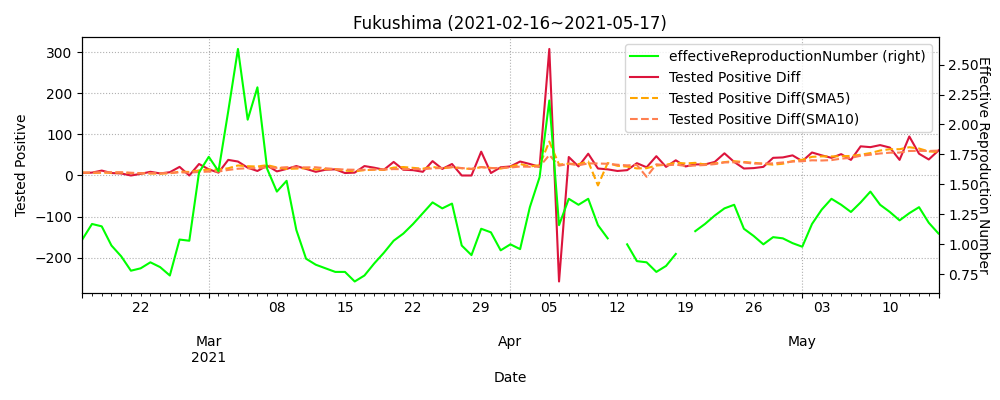 Fukushima (2021-02-16~2021-05-17)
effectiveReproductionNumber (right)
Tested Positive Diff
Tested Positive Diff(SMA5)
Tested Positive Diff(SMA10)
Tested Positive
300
200
100
0
−100
−200
Effective Reproduction Number
2.50
2.25
2.00
1.75
1.50
1.25
1.00
0.75
22 08 15 22 29 05 12 19 26 03 10
Mar Apr May
2021
Date